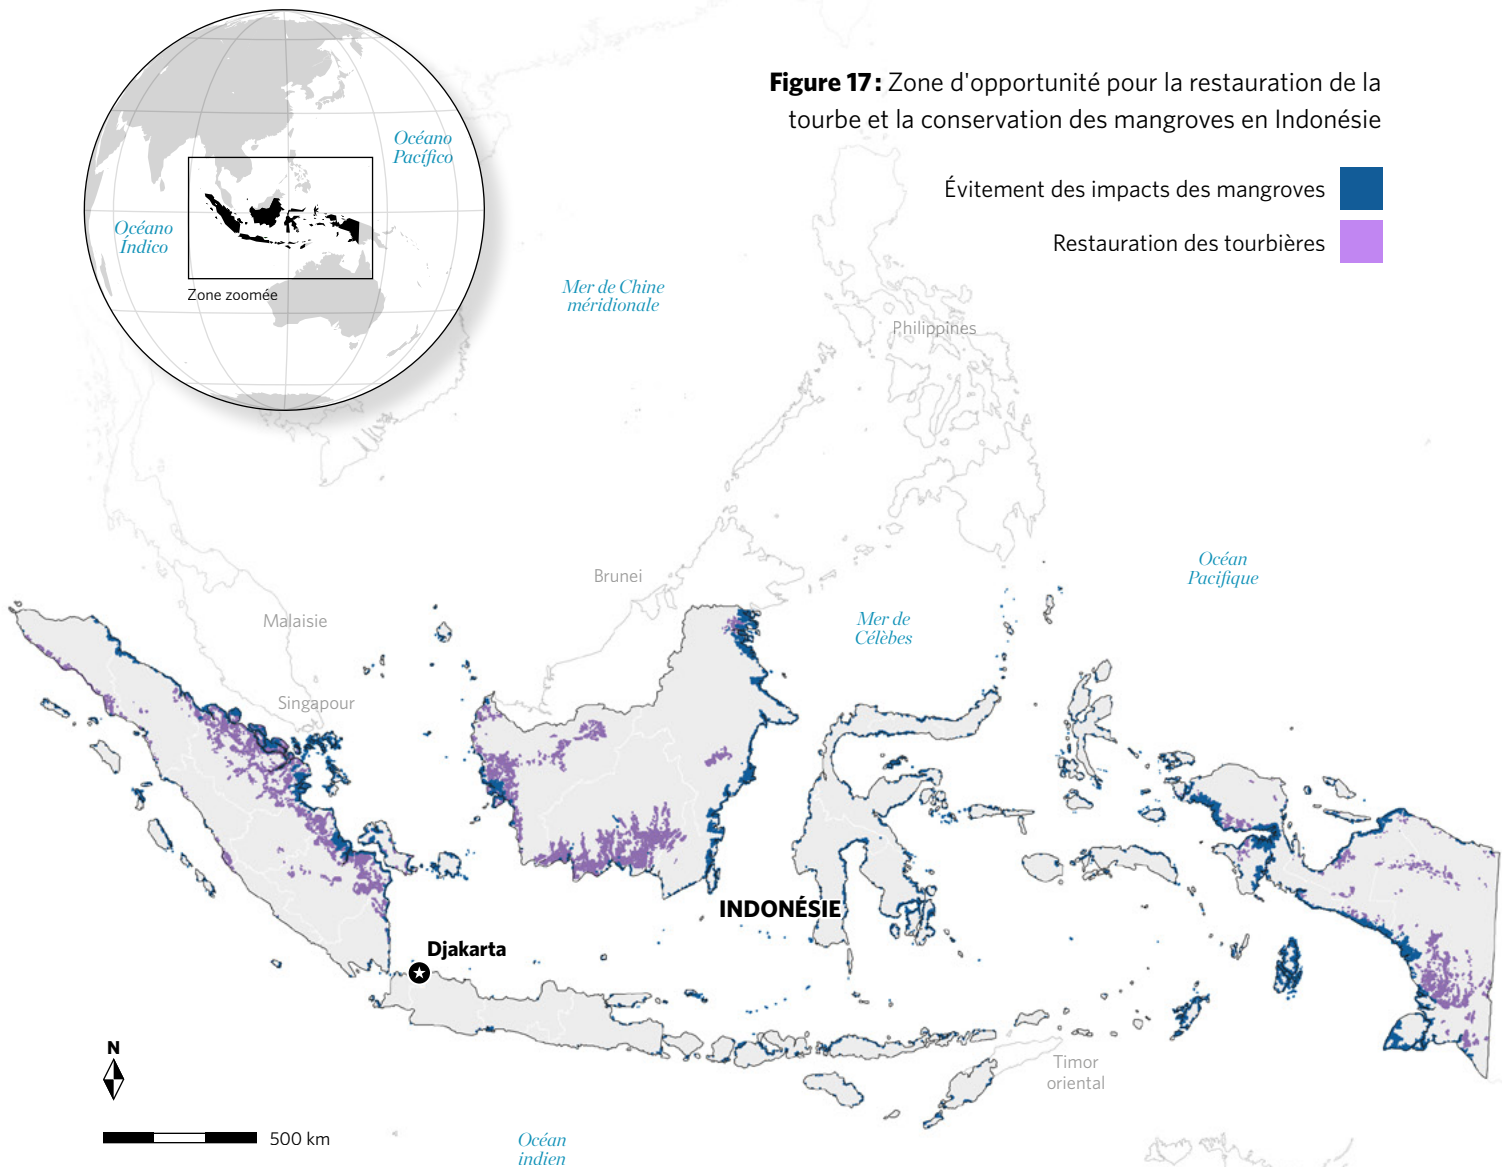 Figure 17 : Zone d'opportunité pour la restauration de la
tourbe et la conservation des mangroves en Indonésie
Évitement des impacts des mangroves
Restauration des tourbières
Océano
Pacífico
Océano
Índico
Zone zoomée
Mer de Chine
méridionale
Philippines
Océan
Pacifique
Brunei
Malaisie
Mer de
Célèbes
Singapour
INDONÉSIE
Djakarta
N
Timor
oriental
500 km
Océan
indien